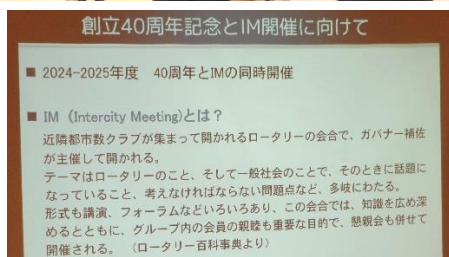 創立40周年記念とIM開催に向けて
■ 2024-2025年度　40周年とIMの同時開催
■ IM（Intercity Meeting)とは？
近隣都市数クラブが集まって開かれるロータリーの会合で、ガバナー補佐
が主催して開かれる。
テーマはロータリーのこと、そして一般社会のことで、そのときに話題に
なっていること、考えなければならない問題点など、多岐にわたる。
形式も講演、フォーラムなどいろいろあり、この会合では、知識を広め深
めるとともに、グループ内の会員の親睦も重要な目的で、懇親会も併せて
開催される。（ロータリー百科事典より）